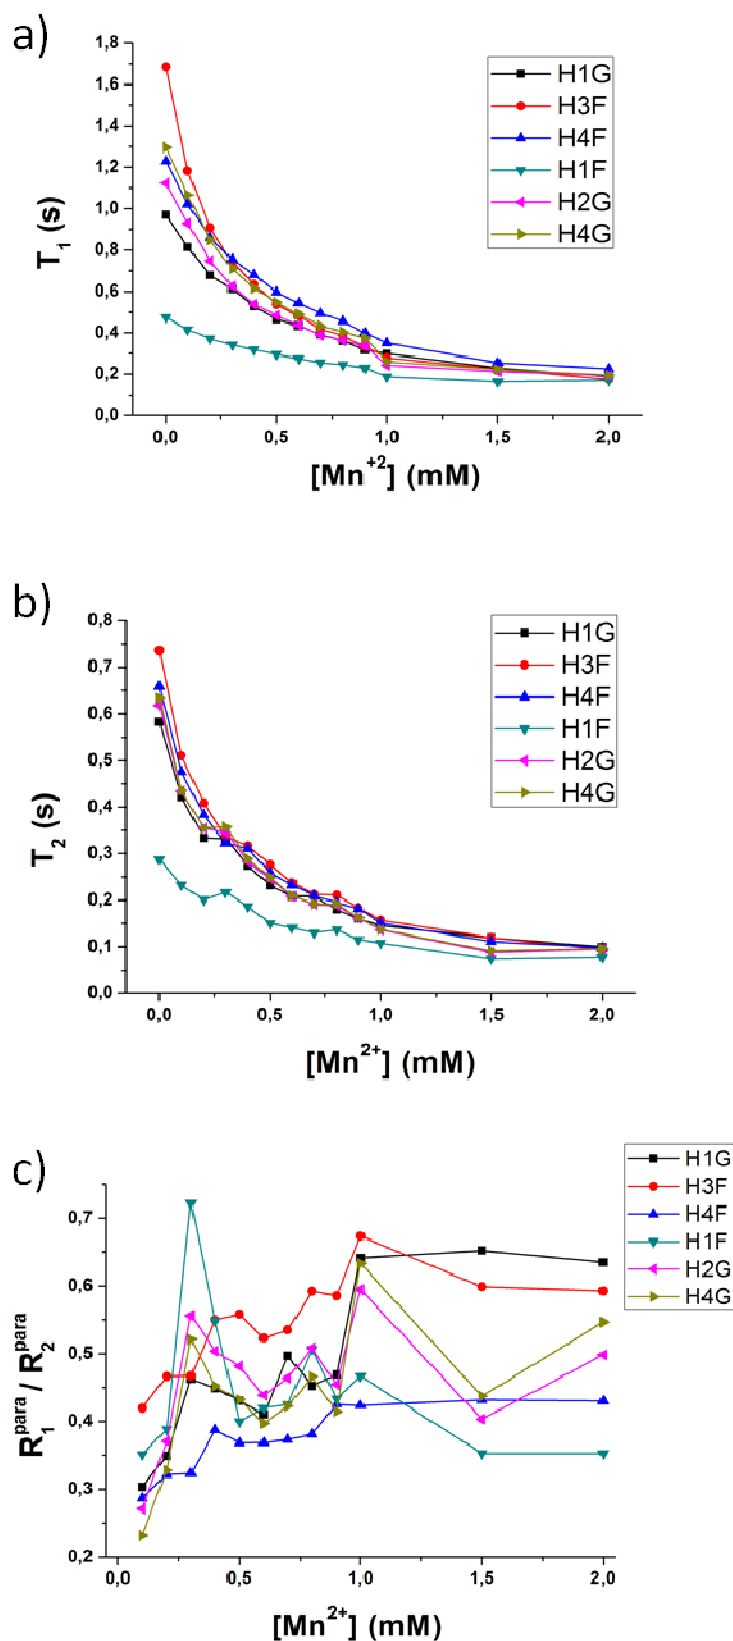 a)
1,8
1,6
1,4
1,2
1,0
0,8
0,6
0,4
0,2
0,0
T1 (s)
H1G
H3F
H4F
H1F
H2G
H4G
0,0 0,5 1,0 1,5 2,0
[Mn+2] (mM)
b)
0,8
0,7
0,6
0,5
0,4
0,3
0,2
0,1
0,0
T2 (s)
H1G
H3F
H4F
H1F
H2G
H4G
0,0 0,5 1,0 1,5 2,0
[Mn2+] (mM)
c)
0,7
0,6
0,5
0,4
0,3
0,2
R1para / R2para
H1G
H3F
H4F
H1F
H2G
H4G
0,0 0,5 1,0 1,5 2,0
[Mn2+] (mM)